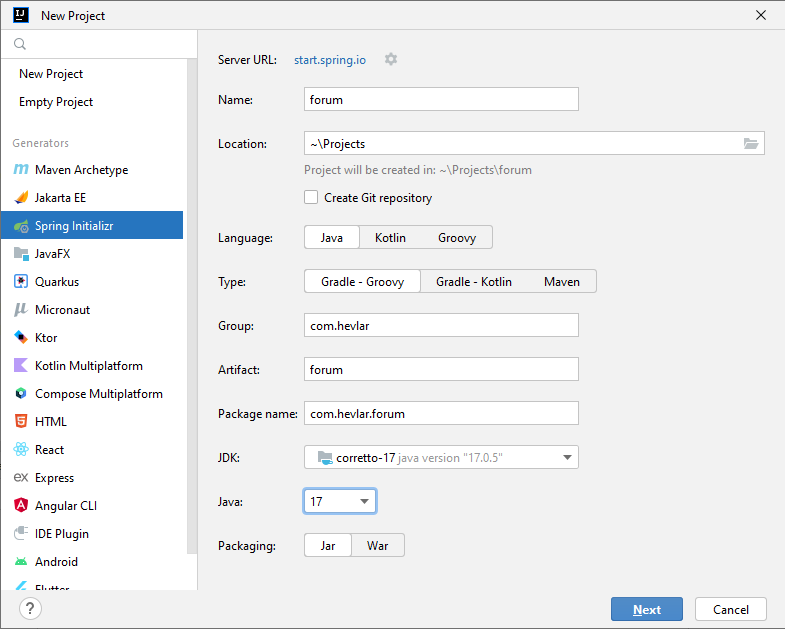 New Project
New Project
Empty Project
Generators
Maven Archetype
Jakarta EE
Spring Initializr
JavaFX
Quarkus
Micronaut
Ktor
Kotlin Multiplatform
Compose Multiplatform
HTML
React
Express
Angular CLI
IDE Plugin
Android
Flutter
Server URL: start.spring.io
Name: forum
Location: ~\Projects
Project will be created in: ~\Projects\forum
Create Git repository
Language: Java Kotlin Groovy
Type: Gradle - Groovy Gradle - Kotlin Maven
Group: com.hevlar
Artifact: forum
Package name: com.hevlar.forum
JDK: corretto-17 java version "17.0.5"
Java: 17
Packaging: Jar War
? Next Cancel